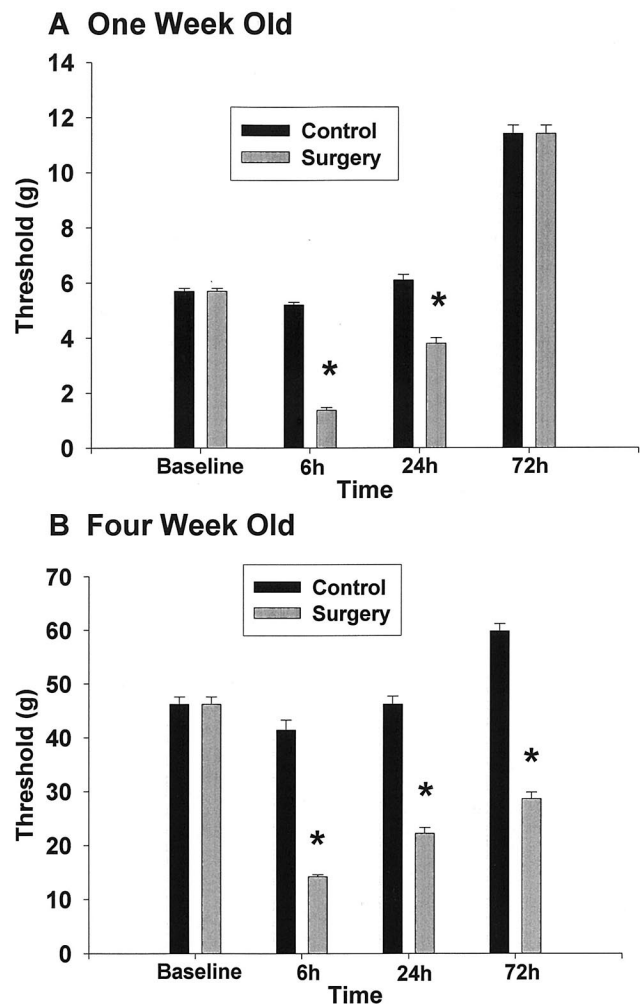 A One Week Old
14
12
10
8
6
4
2
0
Threshold (g)
Control
Surgery
*
*
Baseline 6h 24h 72h
Time
B Four Week Old
70
60
50
40
30
20
10
0
Threshold (g)
Control
Surgery
*
*
*
Baseline 6h 24h 72h
Time